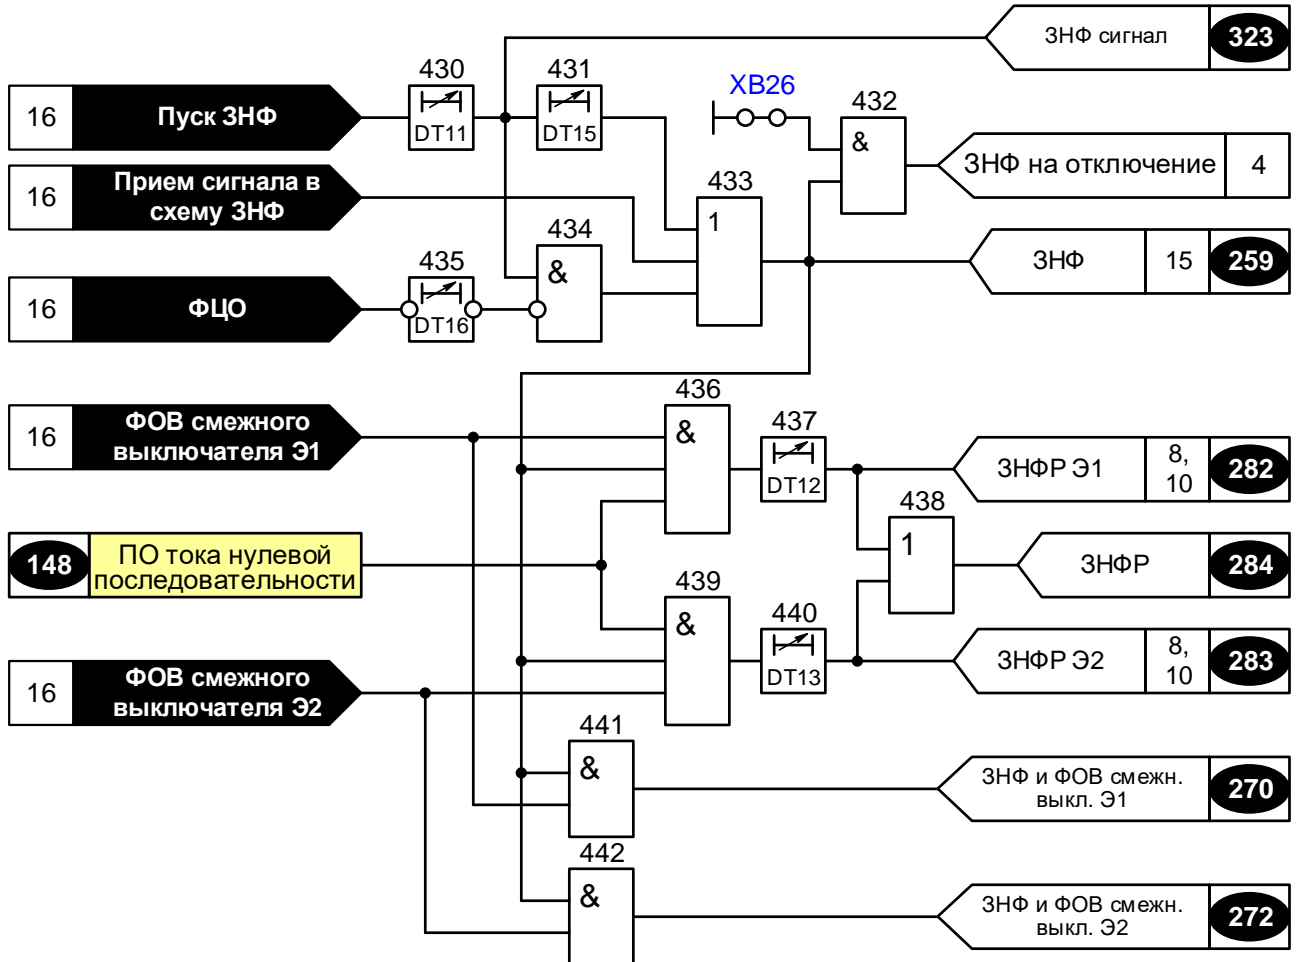 ЗНФ сигнал
323
430
431
ХВ26
432
16
Пуск ЗНФ
DT11
DT15
&
ЗНФ на отключение
4
16
Прием сигнала в
схему ЗНФ
433
1
434
&
435
DT16
ЗНФ
15
259
16
ФЦО
436
&
16
ФОВ смежного
выключателя Э1
437
DT12
ЗНФР Э1
8,
10
282
438
1
148
ПО тока нулевой
последовательности
ЗНФР
284
439
&
440
DT13
ЗНФР Э2
8,
10
283
16
ФОВ смежного
выключателя Э2
441
&
ЗНФ и ФОВ смежн.
выкл. Э1
270
442
&
ЗНФ и ФОВ смежн.
выкл. Э2
272